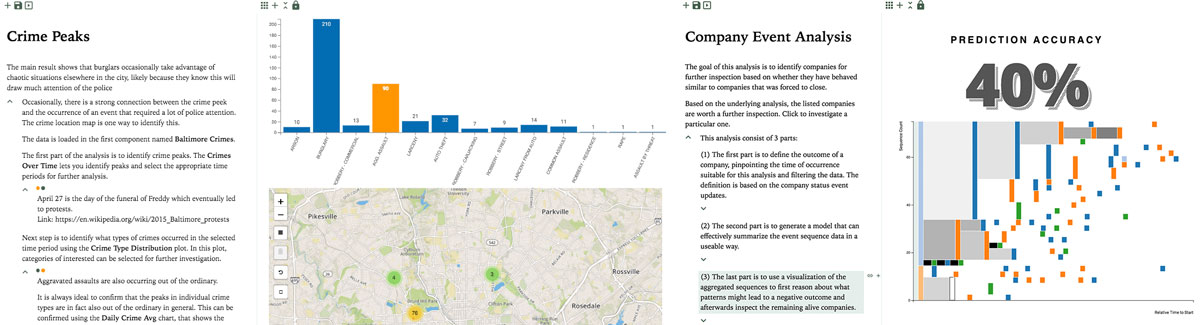 Crime Peaks
The main result shows that burglars occasionally take advantage of
chaotic situations elsewhere in the city, likely because they know this will
draw much attention of the police
Occasionally, there is a strong connection between the crime peek
and the occurrence of an event that required a lot of police attention.
The crime location map is one way to identify this.
The data is loaded in the first component named Baltimore Crimes.
The first part of the analysis is to identify crime peaks. The Crimes
Over Time lets you identify peaks and select the appropriate time
periods for further analysis.
April 27 is the day of the funeral of Freddy which eventually led
to protests.
Link: https://en.wikipedia.org/wiki/2015_Baltimore_protests
Next step is to identify what types of crimes occurred in the selected
time period using the Crime Type Distribution plot. In this plot,
categories of interest can be selected for further investigation.
Aggravated assaults are also occurring out of the ordinary.
It is always ideal to confirm that the peaks in individual crime
types are in fact also out of the ordinary in general. This can be
confirmed using the Daily Crime Avg chart, that shows the
200
180
160
140
120
100
80
60
40
20
0
10
210
13
90
21
32
7
9
14
11
1
1
1
ARSON
BURGLARY
ROBBERY - COMMERCIAL
AGG. ASSAULT
LARCENY
AUTO THEFT
ROBBERY - CARJACKING
ROBBERY - STREET
LARCENY FROM AUTO
COMMON ASSAULT
ROBBERY - RESIDENCE
RAPE
ASSAULT BY THREAT
Pikesville
Parkville
Rossville
Rosedale
Clifton Park
542
4
3
76
+
−
Company Event Analysis
The goal of this analysis is to identify companies for
further inspection based on whether they have behaved
similar to companies that was forced to close.
Based on the underlying analysis, the listed companies
are worth a further inspection. Click to investigate a
particular one.
This analysis consist of 3 parts:
(1) The first part is to define the outcome of a
company, pinpointing the time of occurrence
suitable for this analysis and filtering the data. The
definition is based on the company status event
updates.
(2) The second part is to generate a model that can
effectively summarize the event sequence data in a
useable way.
(3) The last part is to use a visualization of the
aggregated sequences to first reason about what
patterns might lead to a negative outcome and
afterwards inspect the remaining alive companies.
PREDICTION ACCURACY
40%
Sequence Count
60
40
20
0
Relative Time to Start